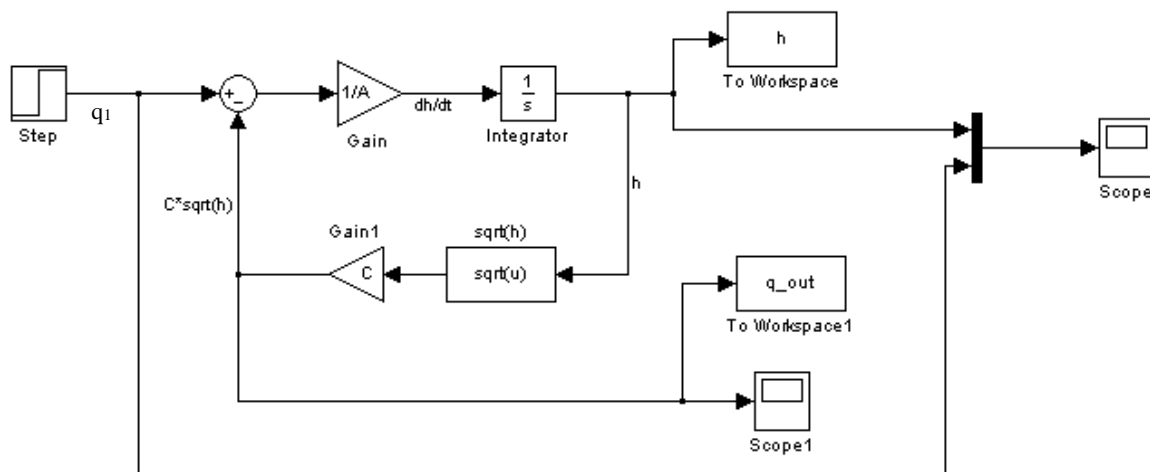 h
To Workspace
q1
Step
+
-
1/A
Gain
dh/dt
1
s
Integrator
Scope
C*sqrt(h)
h
Gain1
C
sqrt(h)
sqrt(u)
q_out
To Workspace1
Scope1